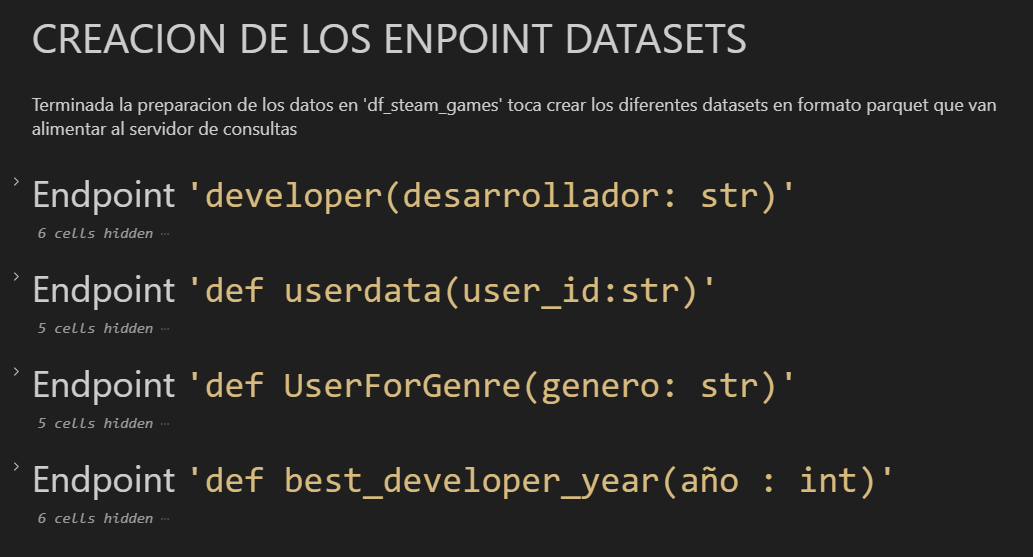 CREACION DE LOS ENPOINT DATASETS
Terminada la preparacion de los datos en 'df_steam_games' toca crear los diferentes datasets en formato parquet que van
alimentar al servidor de consultas
Endpoint 'developer(desarrollador: str)'
6 cells hidden ···
Endpoint 'def userdata(user_id:str)'
5 cells hidden ···
Endpoint 'def UserForGenre(genero: str)'
5 cells hidden ···
Endpoint 'def best_developer_year(año : int)'
6 cells hidden ···